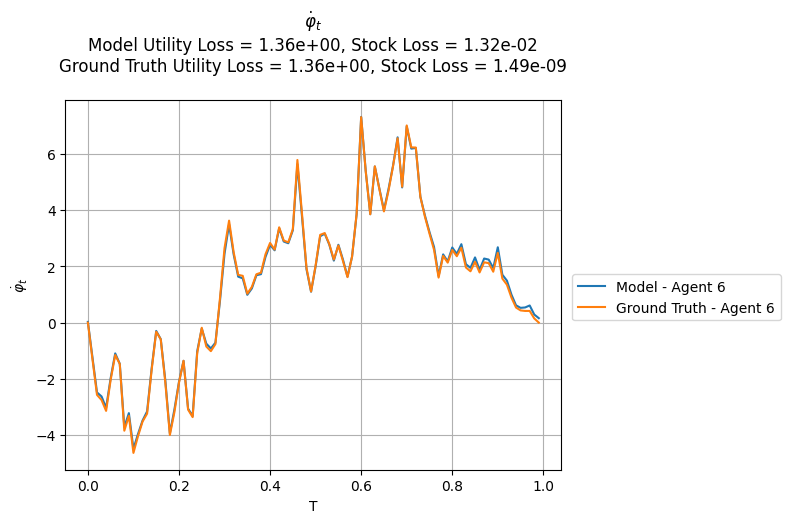 φ̇ₜ
Model Utility Loss = 1.36e+00, Stock Loss = 1.32e-02
Ground Truth Utility Loss = 1.36e+00, Stock Loss = 1.49e-09
φ̇ₜ
6
4
2
0
−2
−4
0.0 0.2 0.4 0.6 0.8 1.0
T
Model - Agent 6
Ground Truth - Agent 6